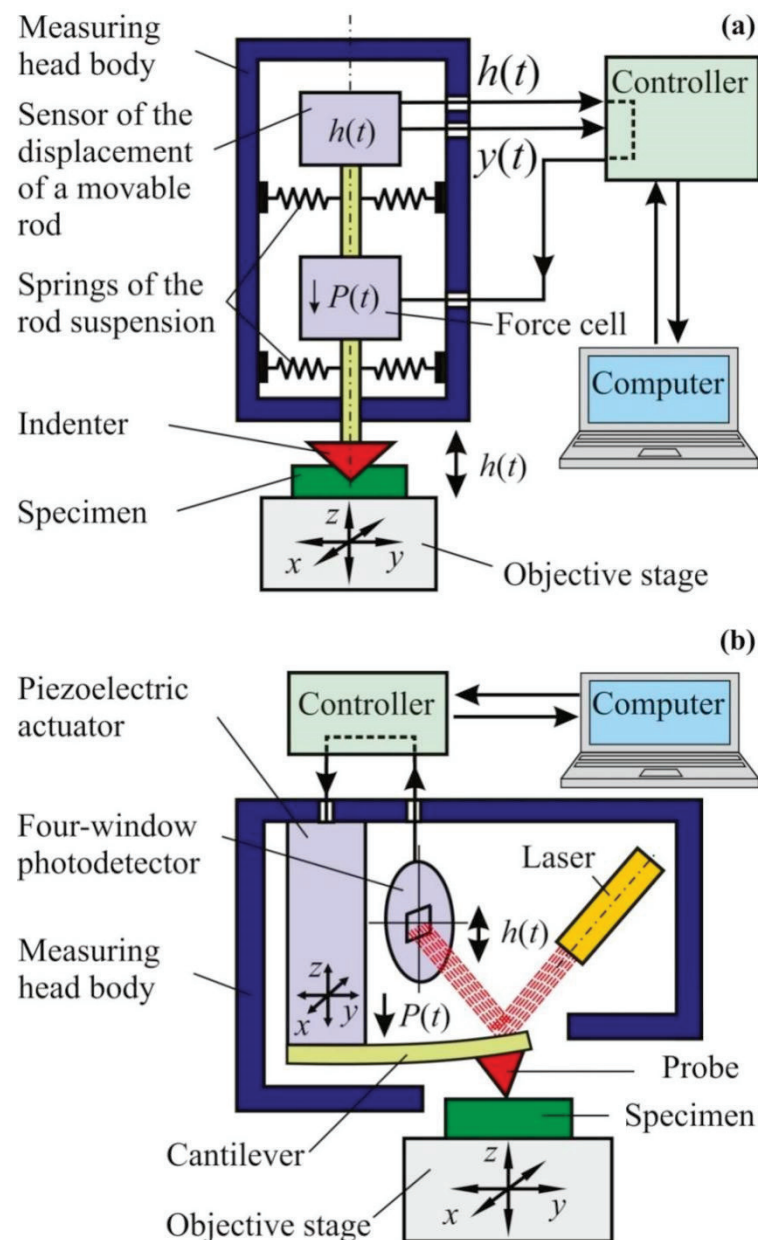 (a)
Measuring
head body
Sensor of the
displacement
of a movable
rod
h(t)
h(t)
y(t)
Controller
Springs of the
rod suspension
P(t)
Force cell
Computer
Indenter
h(t)
Specimen
z
x
y
Objective stage
(b)
Piezoelectric
actuator
Controller
Computer
Four-window
photodetector
Laser
h(t)
Measuring
head body
z
x
y
P(t)
Probe
Specimen
Cantilever
z
x
y
Objective stage